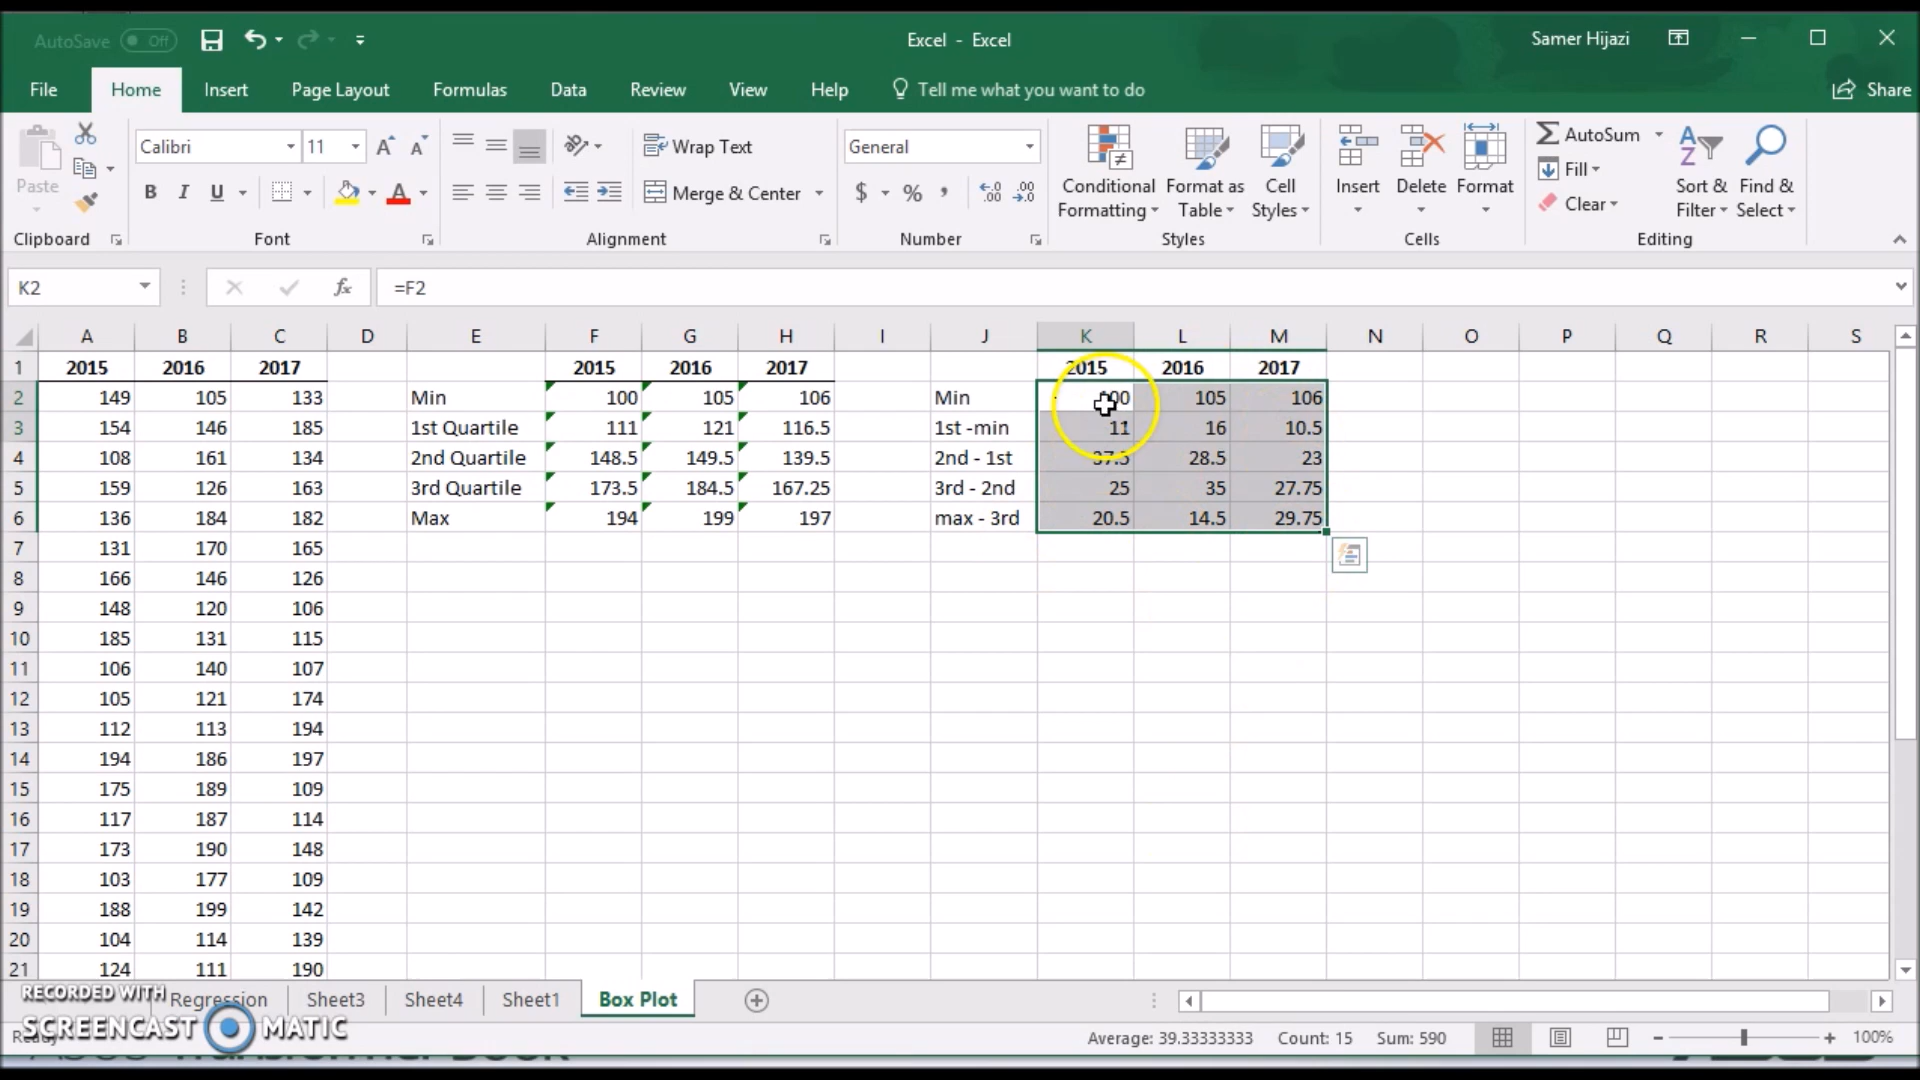 AutoSave Off
Excel - Excel
Samer Hijazi
File Home Insert Page Layout Formulas Data Review View Help Tell me what you want to do Share
Paste
Clipboard
Calibri 11
B I U
Font
Wrap Text
Merge & Center
Alignment
General
$ % ,
Number
Conditional Formatting
Format as Table
Cell Styles
Styles
Insert
Delete
Format
Cells
AutoSum
Fill
Clear
Sort & Filter
Find & Select
Editing
K2 fx =F2
A B C D E F G H I J K L M N O P Q R S
1 2015 2016 2017 2015 2016 2017 2015 2016 2017
2 149 105 133 Min 100 105 106 Min 105 106
3 154 146 185 1st Quartile 111 121 116.5 1st -min 11 16 10.5
4 108 161 134 2nd Quartile 148.5 149.5 139.5 2nd - 1st 37.5 28.5 23
5 159 126 163 3rd Quartile 173.5 184.5 167.25 3rd - 2nd 25 35 27.75
6 136 184 182 Max 194 199 197 max - 3rd 20.5 14.5 29.75
7 131 170 165
8 166 146 126
9 148 120 106
10 185 131 115
11 106 140 107
12 105 121 174
13 112 113 194
14 194 186 197
15 175 189 109
16 117 187 114
17 173 190 148
18 103 177 109
19 188 199 142
20 104 114 139
21 124 111 190
RECORDED WITH
SCREENCAST MATIC
Regression Sheet3 Sheet4 Sheet1 Box Plot
Average: 39.33333333 Count: 15 Sum: 590 100%